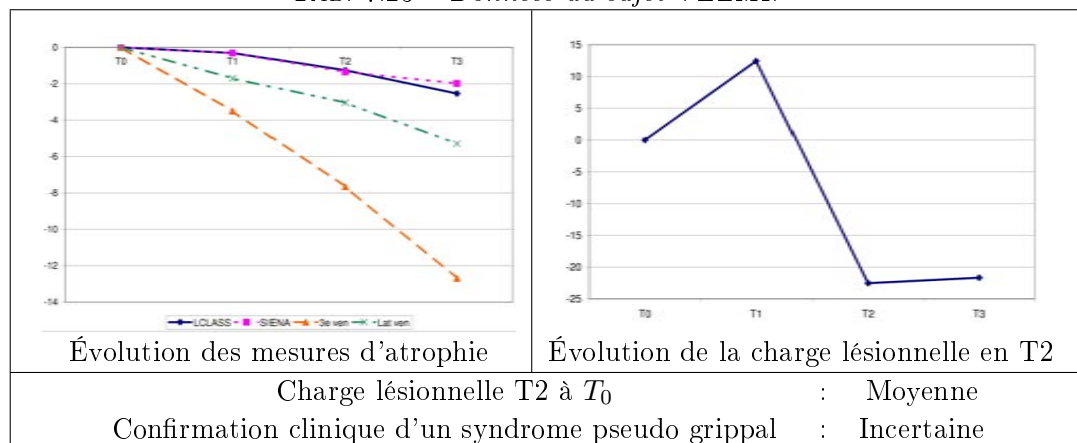 0
-2
-4
-6
-8
-10
-12
-14
T0 T1 T2 T3
LCLASS SIENA 3e ven Lat ven
15
10
5
0
-5
-10
-15
-20
-25
T0 T1 T2 T3
Évolution des mesures d'atrophie
Évolution de la charge lésionnelle en T2
Charge lésionnelle T2 à T0 : Moyenne
Confirmation clinique d'un syndrome pseudo grippal : Incertaine